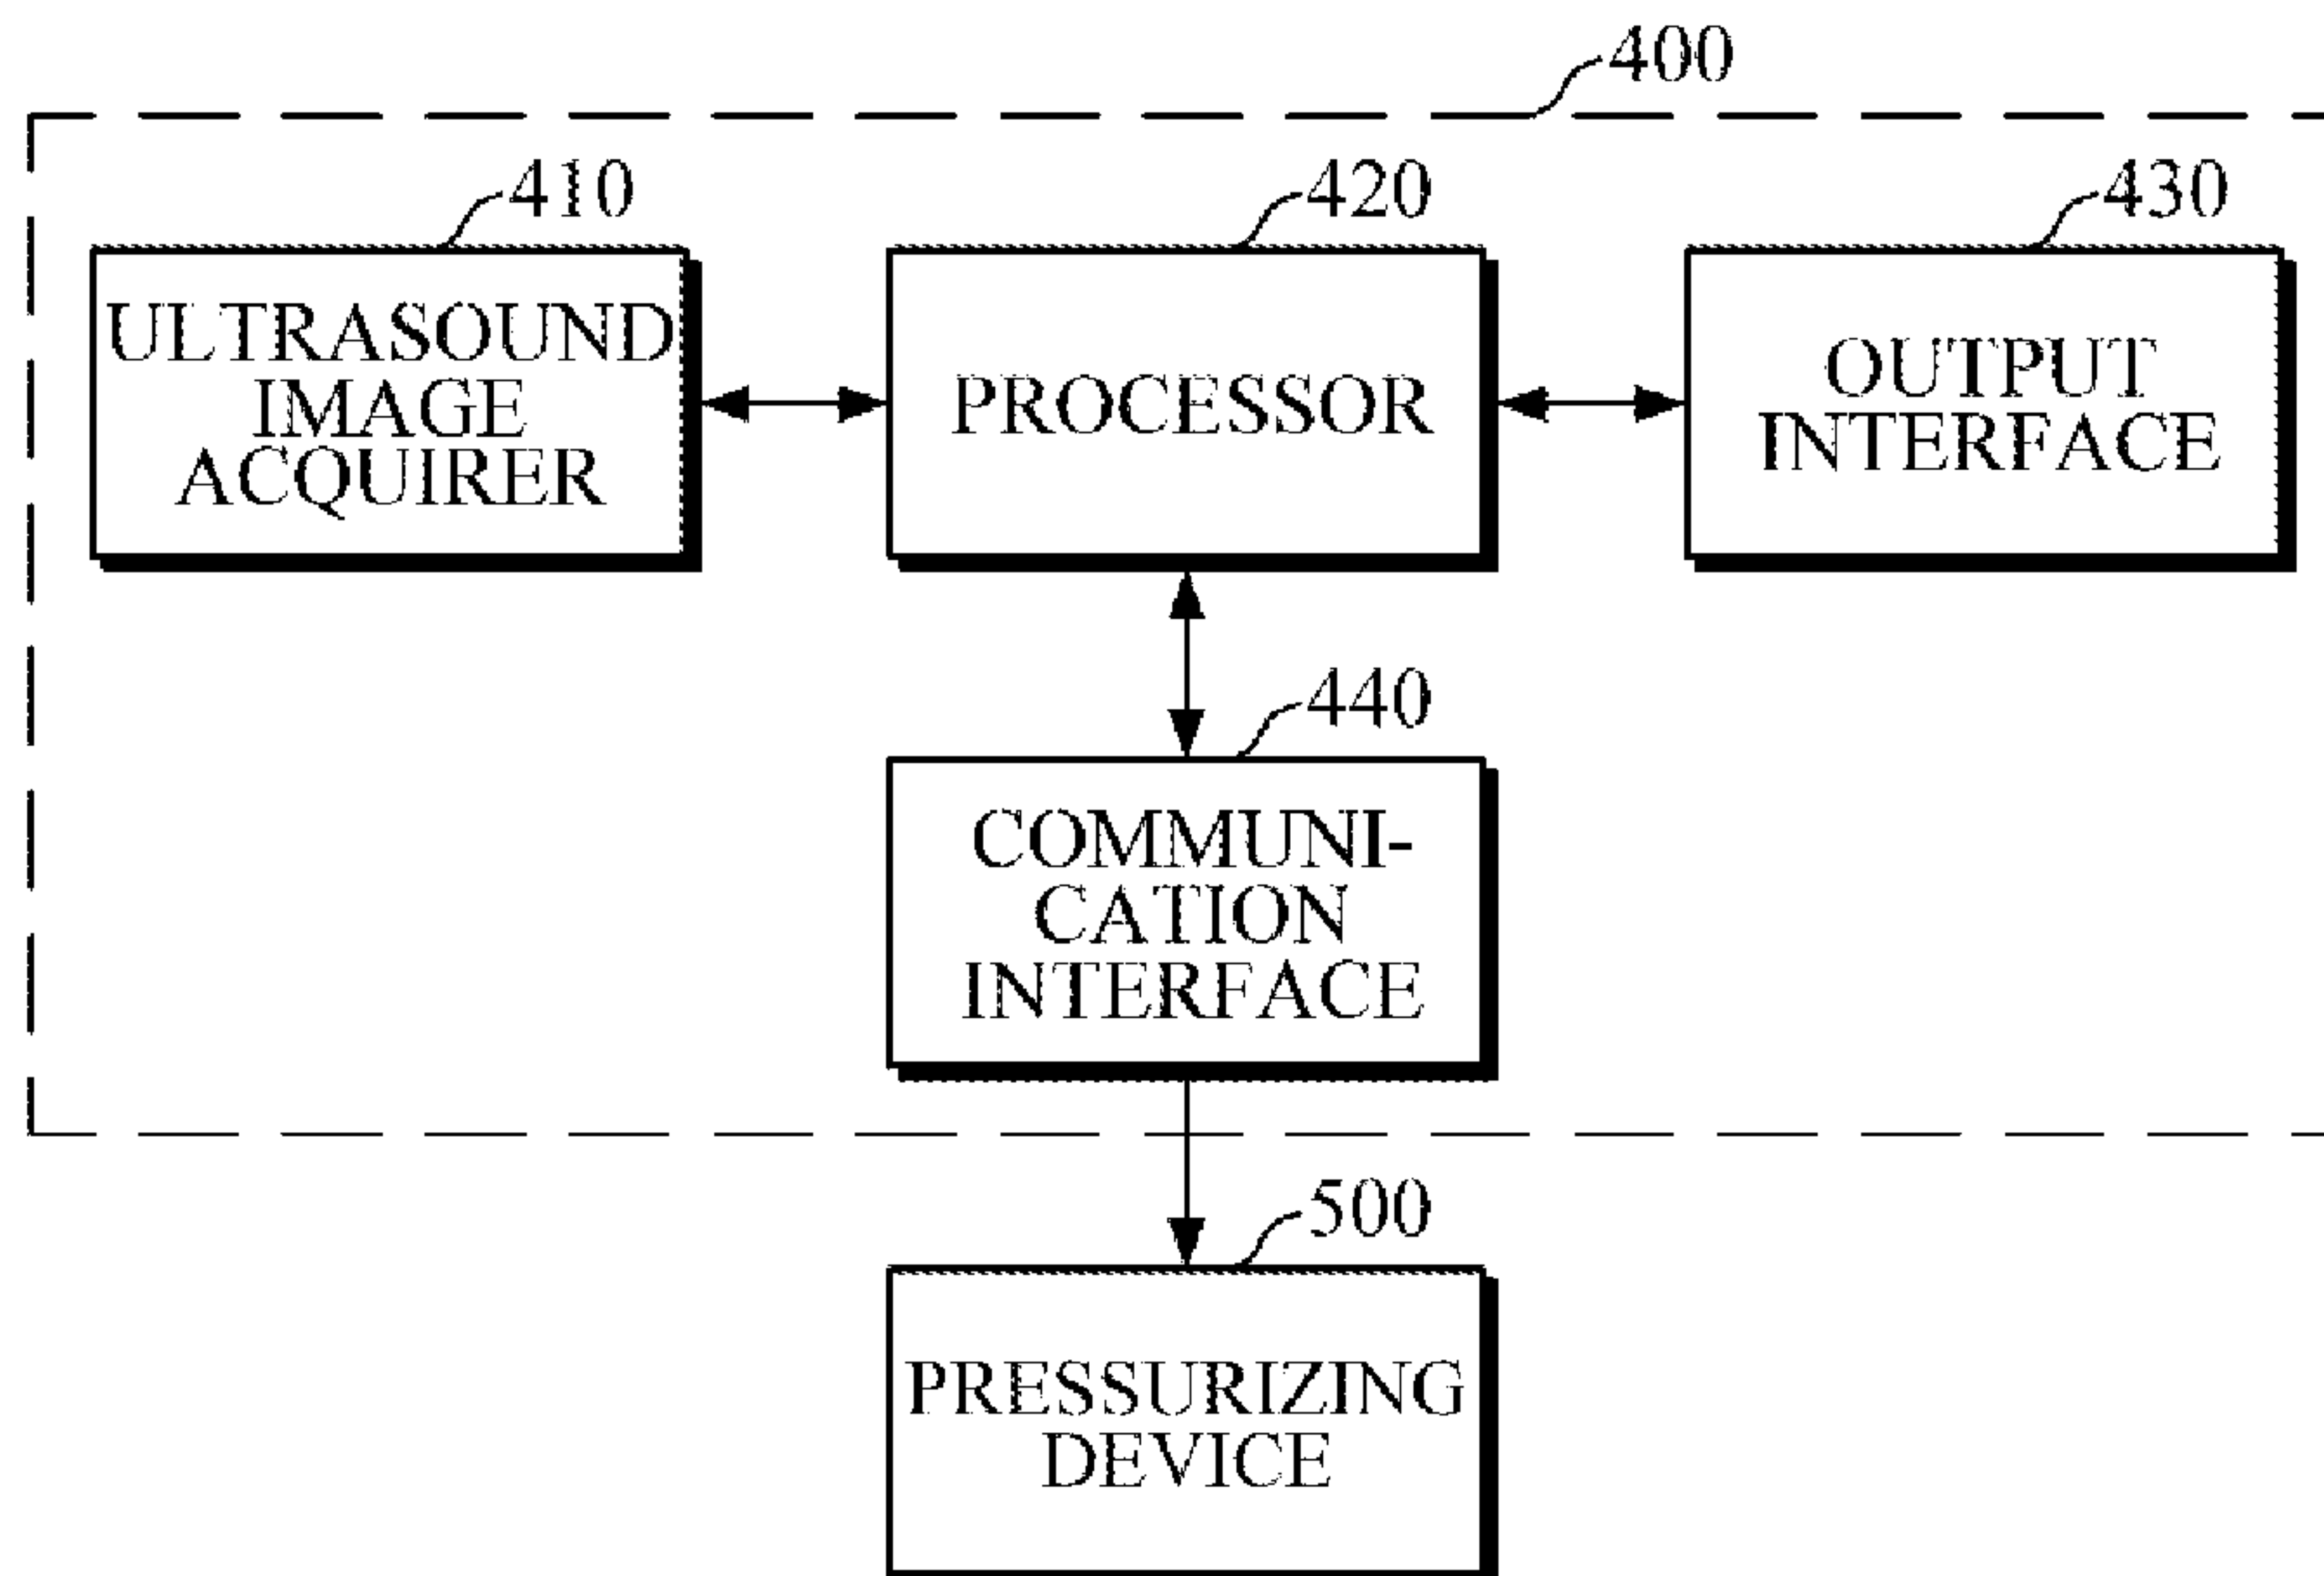 400
410
420
430
ULTRASOUND
IMAGE
ACQUIRER
PROCESSOR
OUTPUT
INTERFACE
440
COMMUNI-
CATION
INTERFACE
500
PRESSURIZING
DEVICE